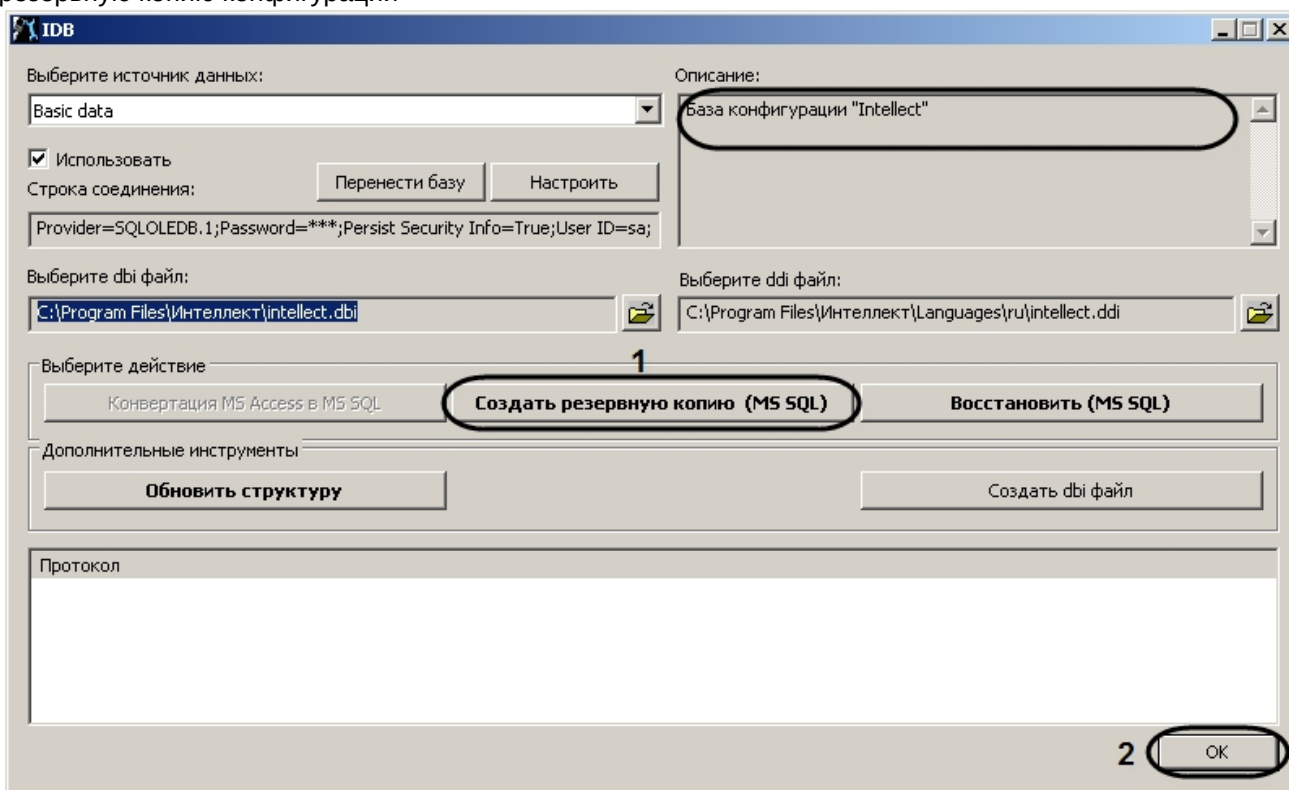 резервную копию конфигурации
IDB
Выберите источник данных:
Описание:
Basic data
База конфигурации "Intellect"
Использовать
Строка соединения:
Перенести базу
Настроить
Provider=SQLOLEDB.1;Password=***;Persist Security Info=True;User ID=sa;
Выберите dbi файл:
Выберите ddi файл:
C:\Program Files\Интеллект\intellect.dbi
C:\Program Files\Интеллект\Languages\ru\intellect.ddi
1
Выберите действие
Конвертация MS Access в MS SQL
Создать резервную копию (MS SQL)
Восстановить (MS SQL)
Дополнительные инструменты
Обновить структуру
Создать dbi файл
Протокол
2
OK